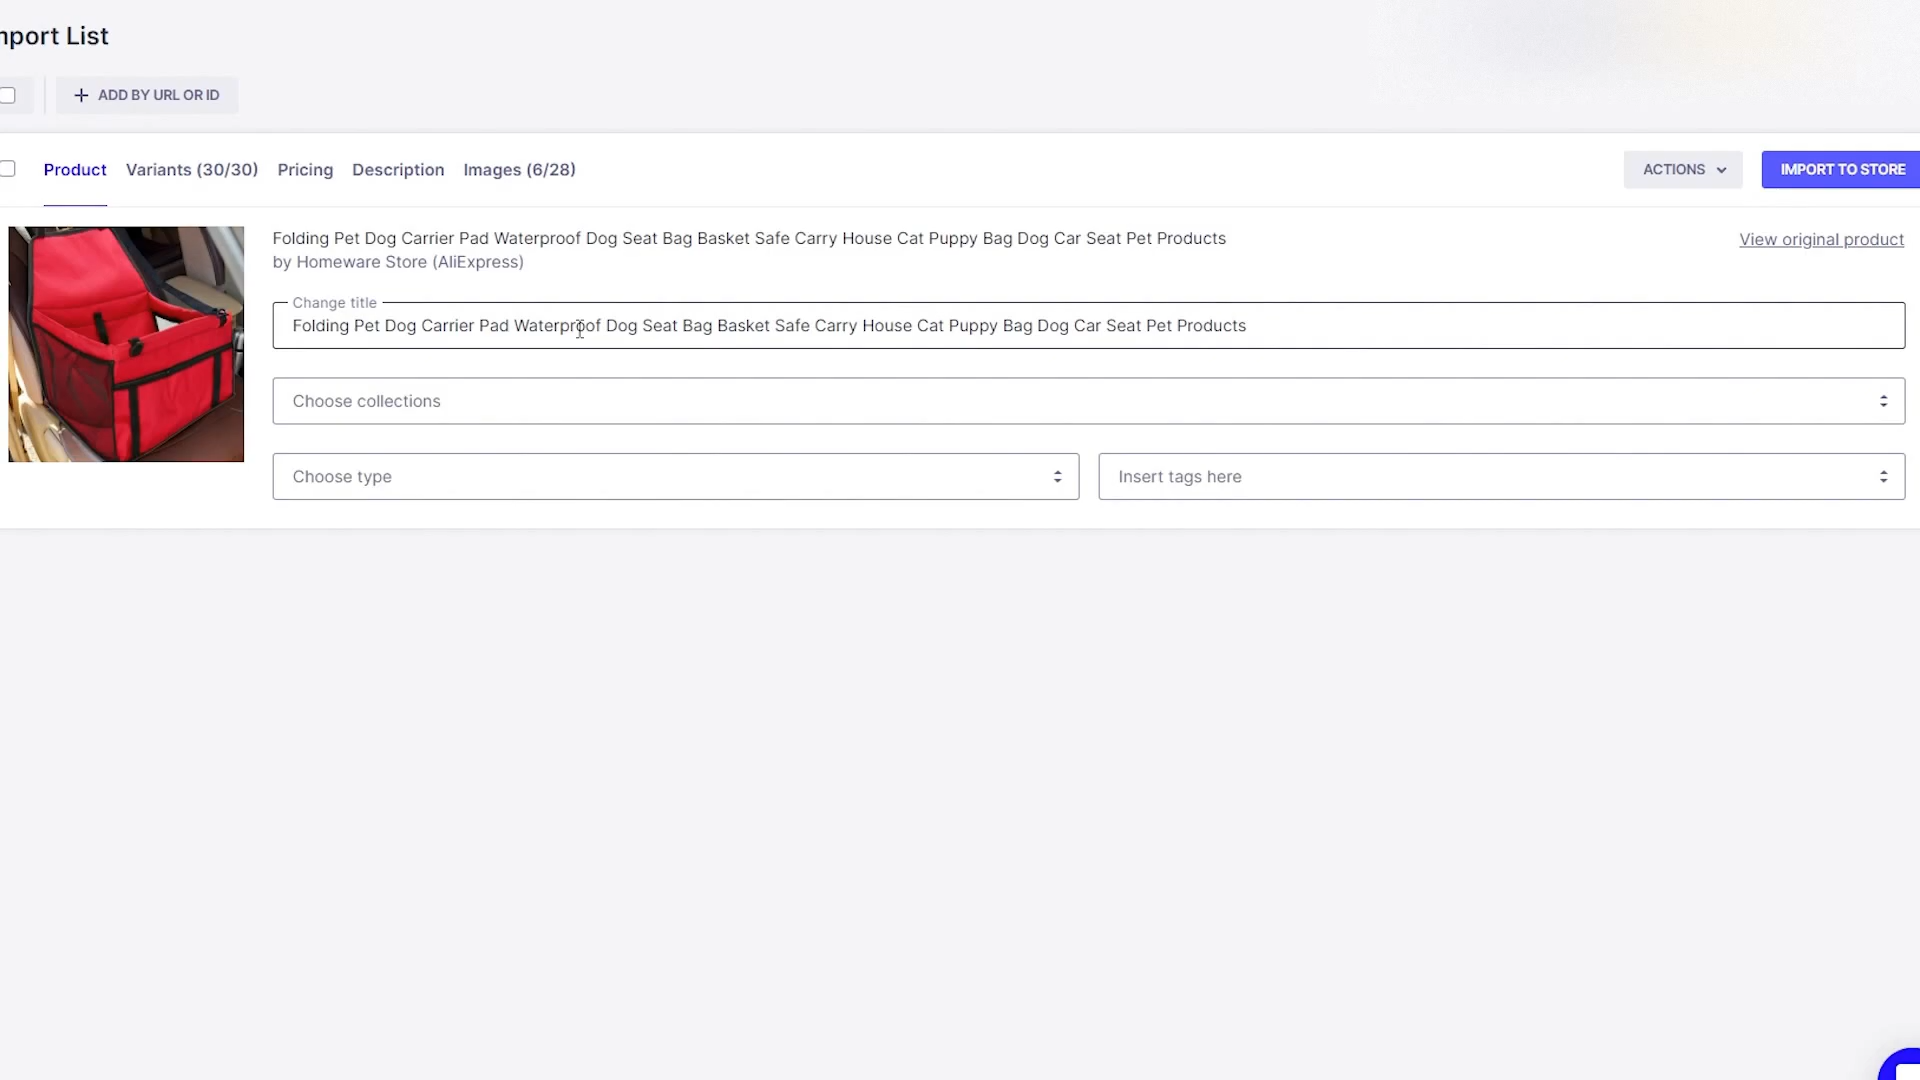 mport List
ADD BY URL OR ID
Product Variants (30/30) Pricing Description Images (6/28) ACTIONS IMPORT TO STORE
Folding Pet Dog Carrier Pad Waterproof Dog Seat Bag Basket Safe Carry House Cat Puppy Bag Dog Car Seat Pet Products View original product
by Homeware Store (AliExpress)
Change title
Folding Pet Dog Carrier Pad Waterproof Dog Seat Bag Basket Safe Carry House Cat Puppy Bag Dog Car Seat Pet Products
Choose collections
Choose type Insert tags here